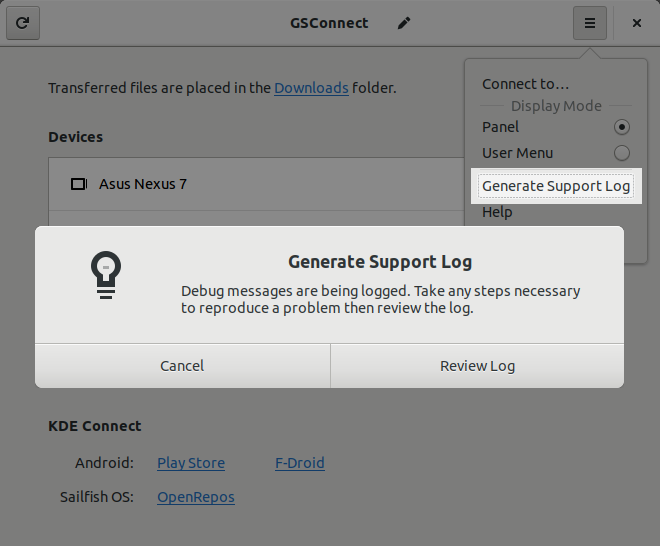 GSConnect
Transferred files are placed in the Downloads folder.
Connect to…
Display Mode
Panel
User Menu
Generate Support Log
Help
Devices
Asus Nexus 7
Generate Support Log
Debug messages are being logged. Take any steps necessary
to reproduce a problem then review the log.
Cancel
Review Log
KDE Connect
Android: Play Store F-Droid
Sailfish OS: OpenRepos